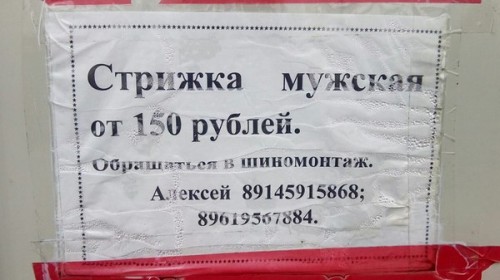 Стрижка мужская
от 150 рублей.
Обращаться в шиномонтаж.
Алексей 89145915868;
89619567884.